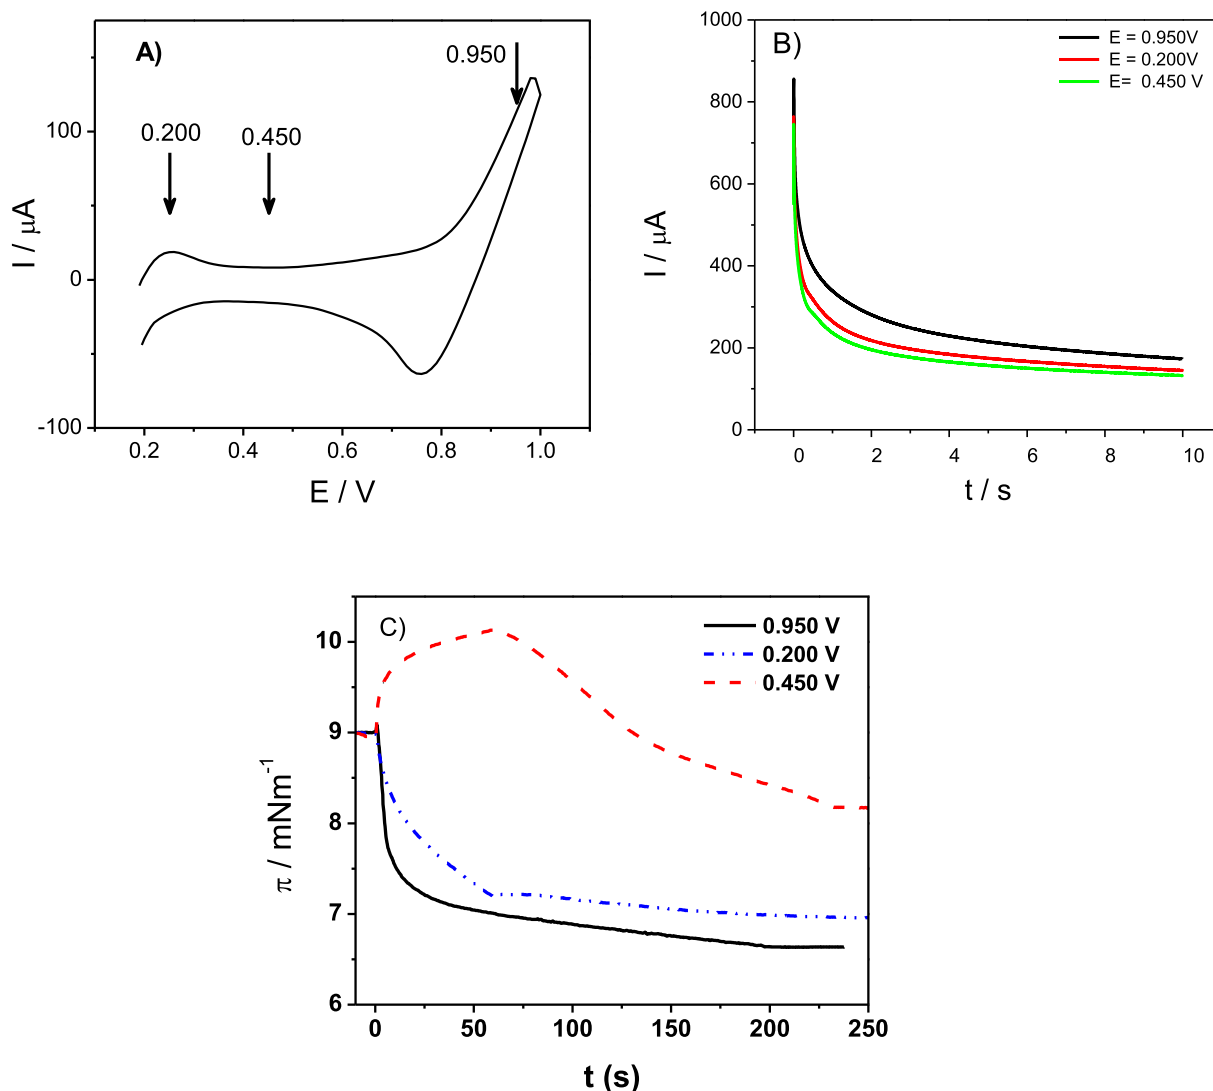 A)
0.950
0.200
0.450
100
0
-100
I / μA
0.2 0.4 0.6 0.8 1.0
E / V
B)
E = 0.950V
E = 0.200V
E= 0.450 V
1000
800
600
400
200
0
I / μA
0 2 4 6 8 10
t / s
C)
0.950 V
0.200 V
0.450 V
10
9
8
7
6
π / mNm-1
0 50 100 150 200 250
t (s)